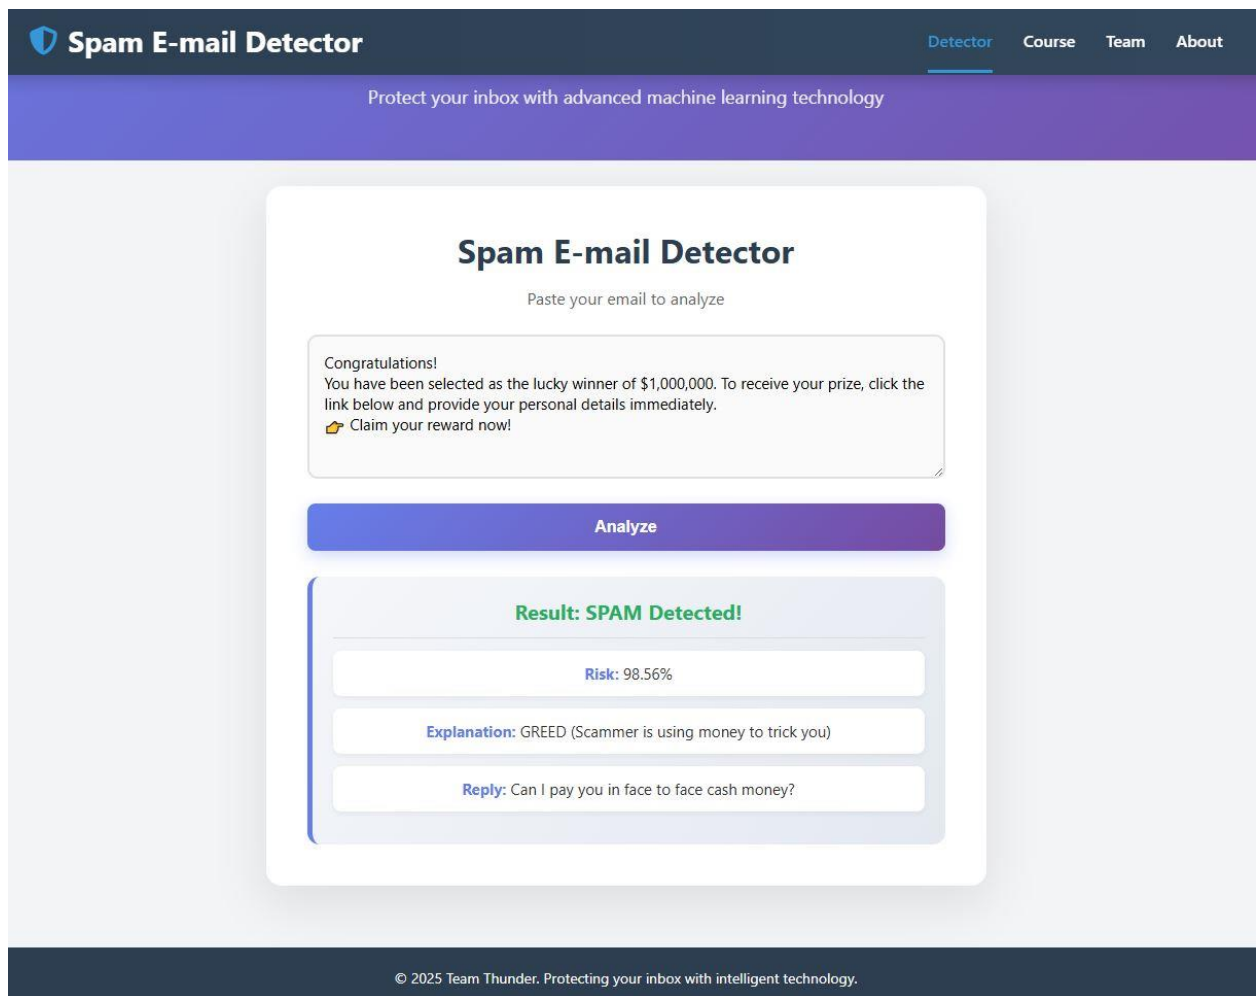 Spam E-mail Detector
Detector
Course
Team
About
Protect your inbox with advanced machine learning technology
Spam E-mail Detector
Paste your email to analyze
Congratulations!
You have been selected as the lucky winner of $1,000,000. To receive your prize, click the
link below and provide your personal details immediately.
👉 Claim your reward now!
Analyze
Result: SPAM Detected!
Risk: 98.56%
Explanation: GREED (Scammer is using money to trick you)
Reply: Can I pay you in face to face cash money?
© 2025 Team Thunder. Protecting your inbox with intelligent technology.